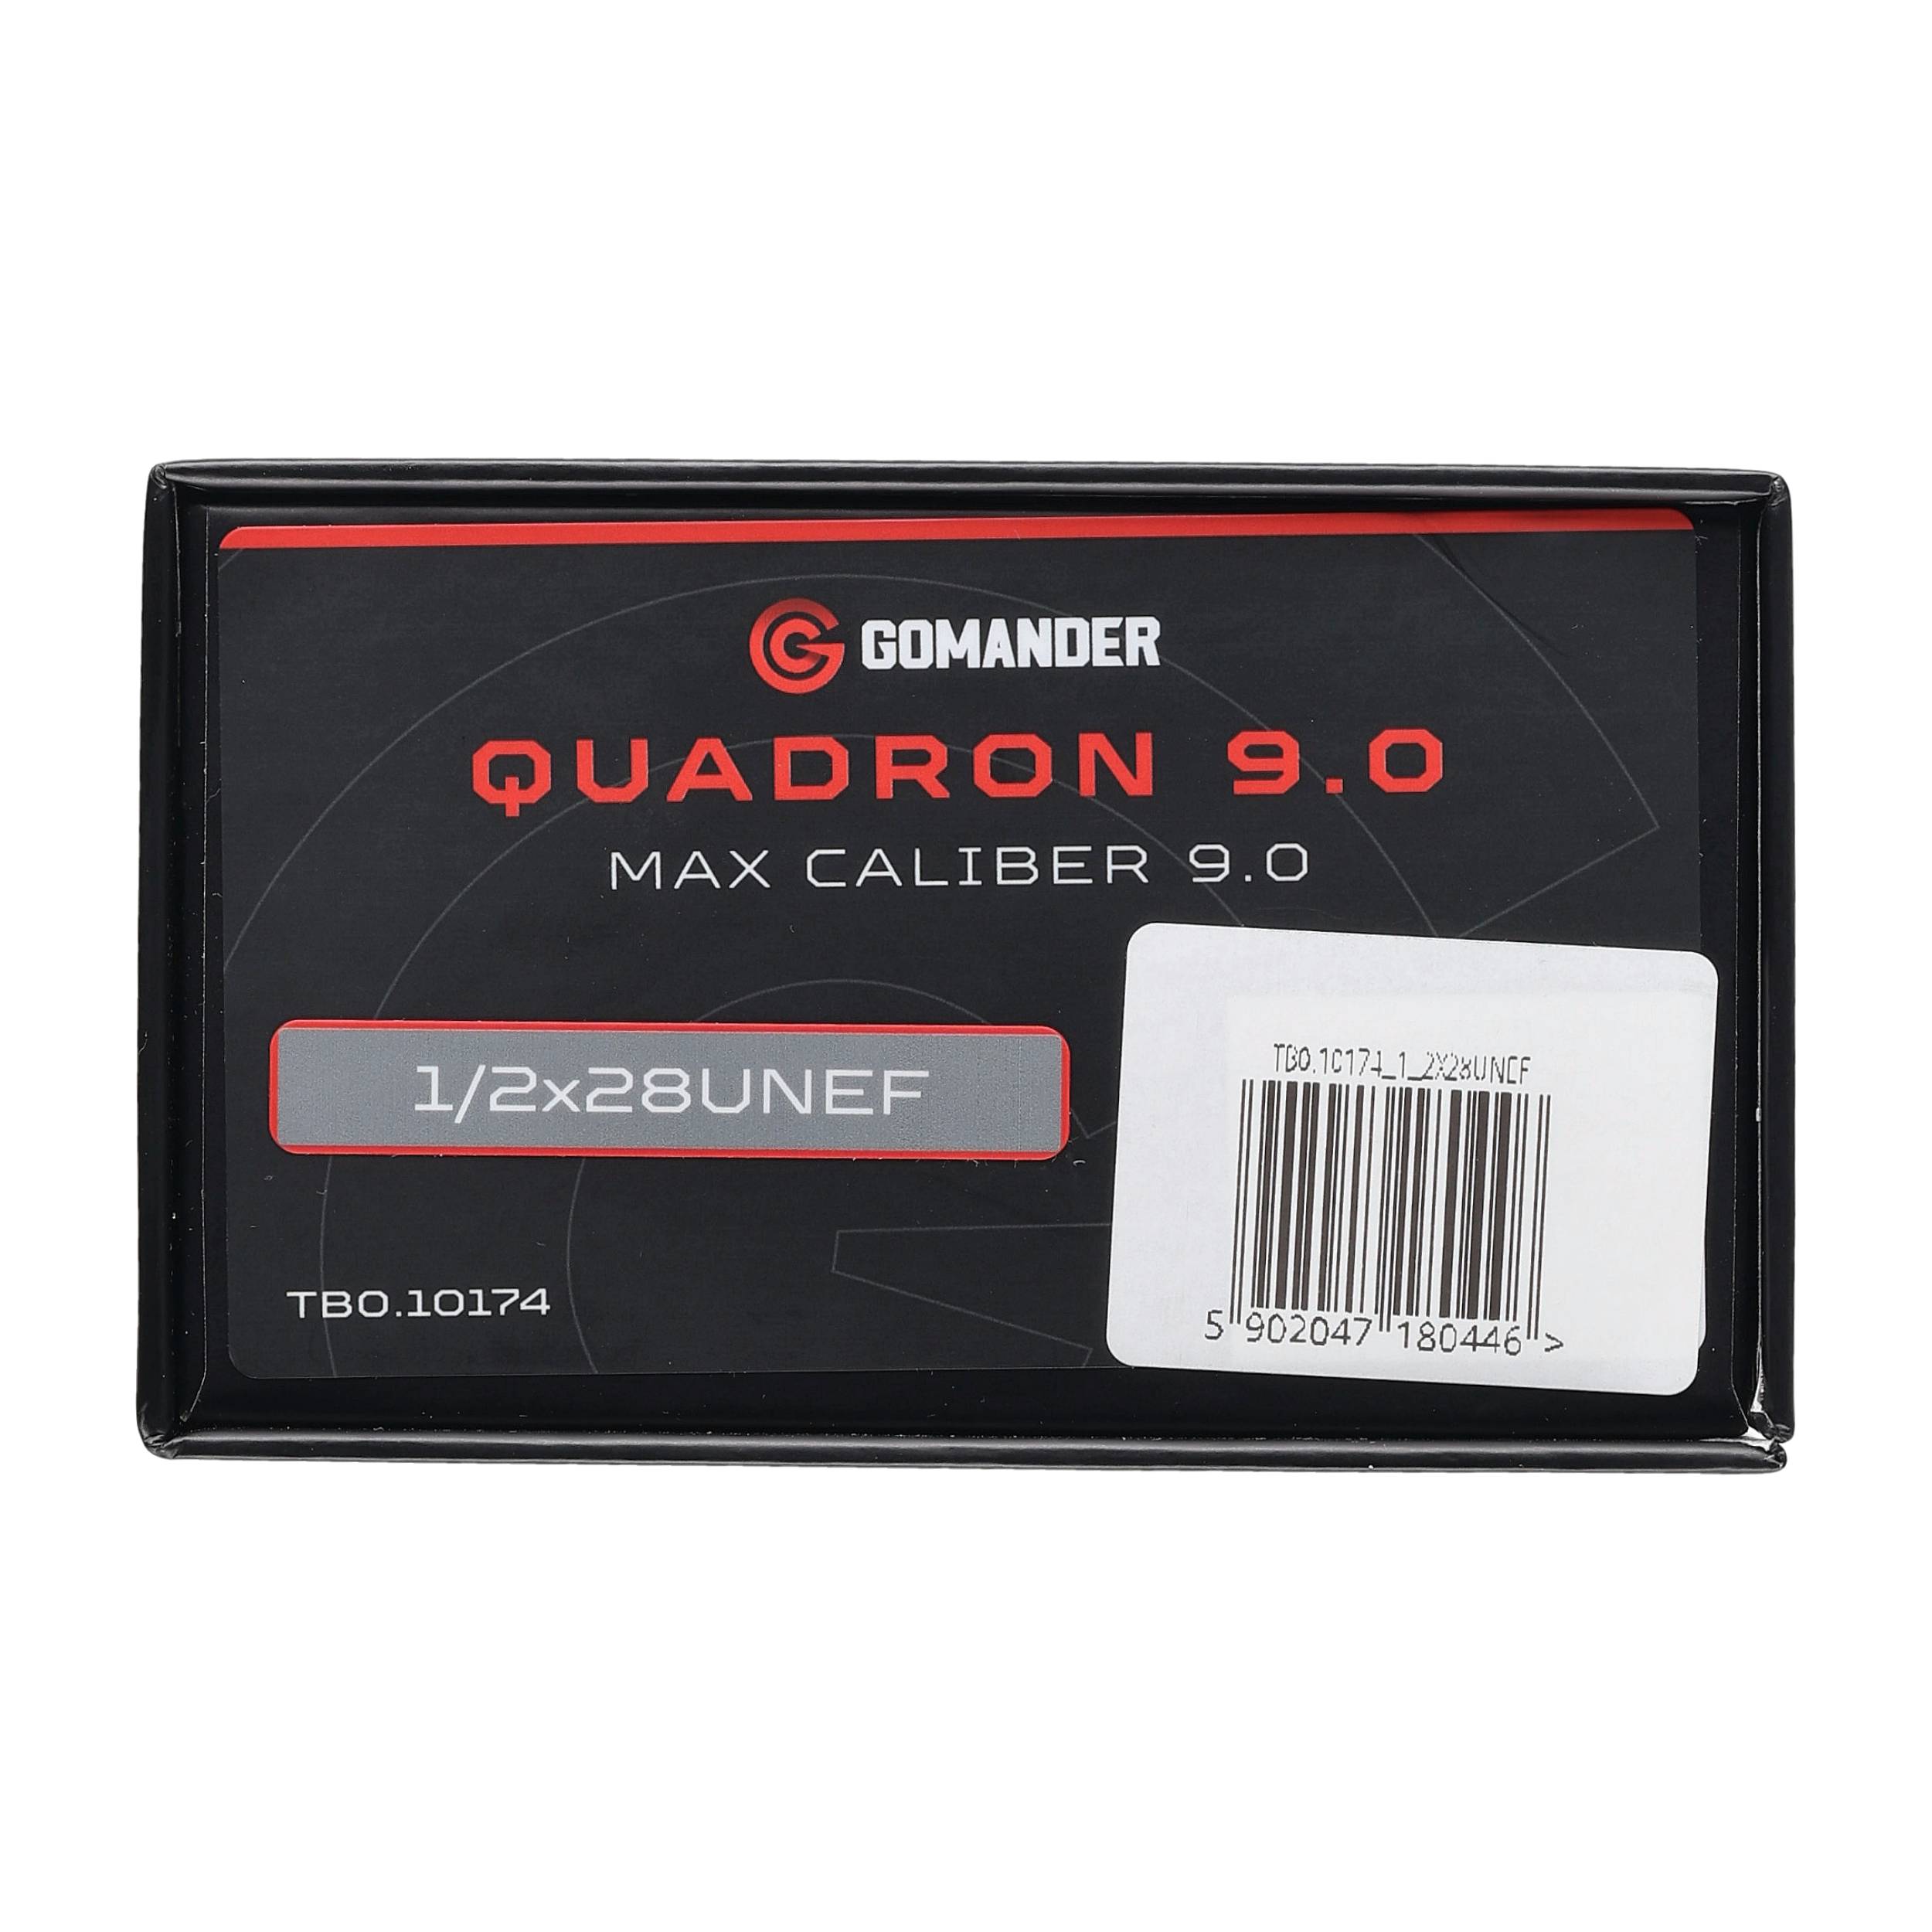 GOMANDER
QUADRON 9.0
MAX CALIBER 9.0
1/2x28UNEF
TBO.10174
TBO.10174_1_2X28UNEF
5 902047 180446 >